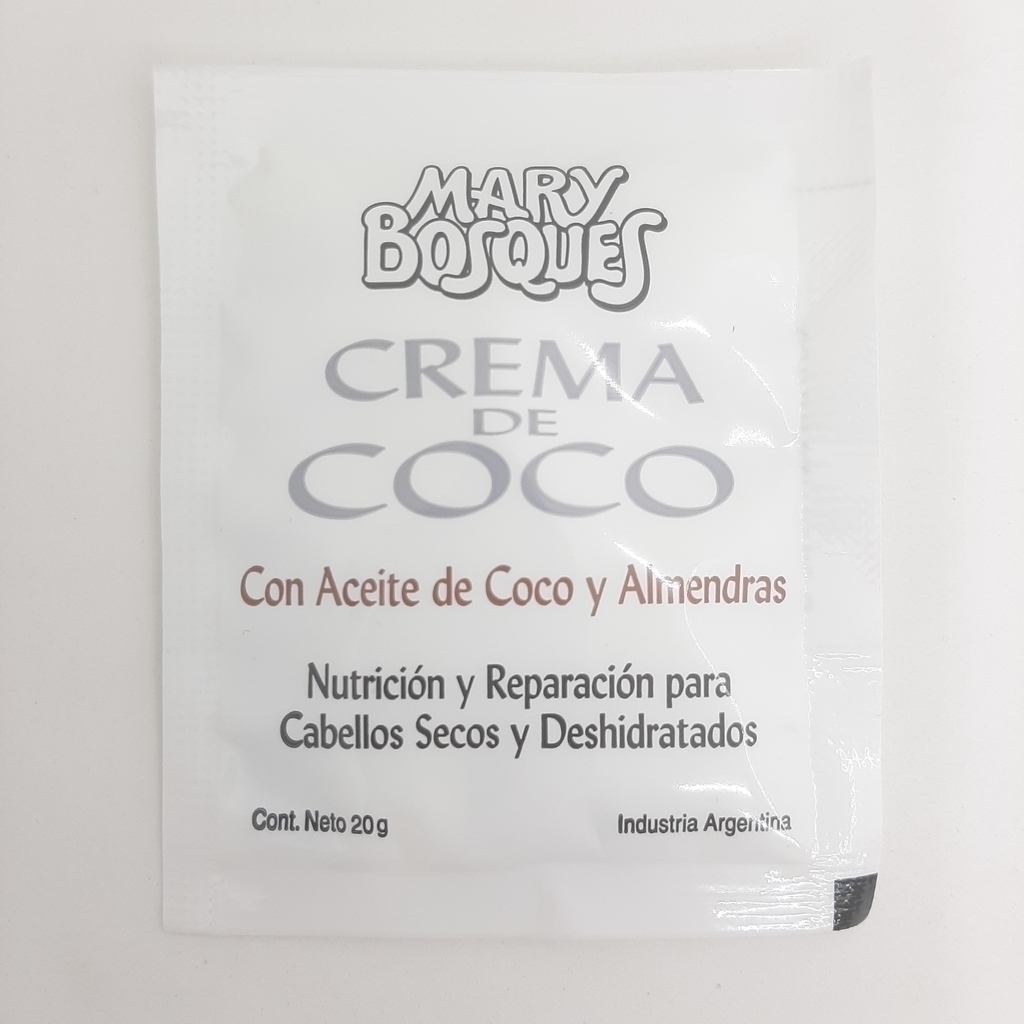 MARY
BOSQUES
CREMA
DE
COCO
Con Aceite de Coco y Almendras
Nutrición y Reparación para
Cabellos Secos y Deshidratados
Cont. Neto 20g
Industria Argentina